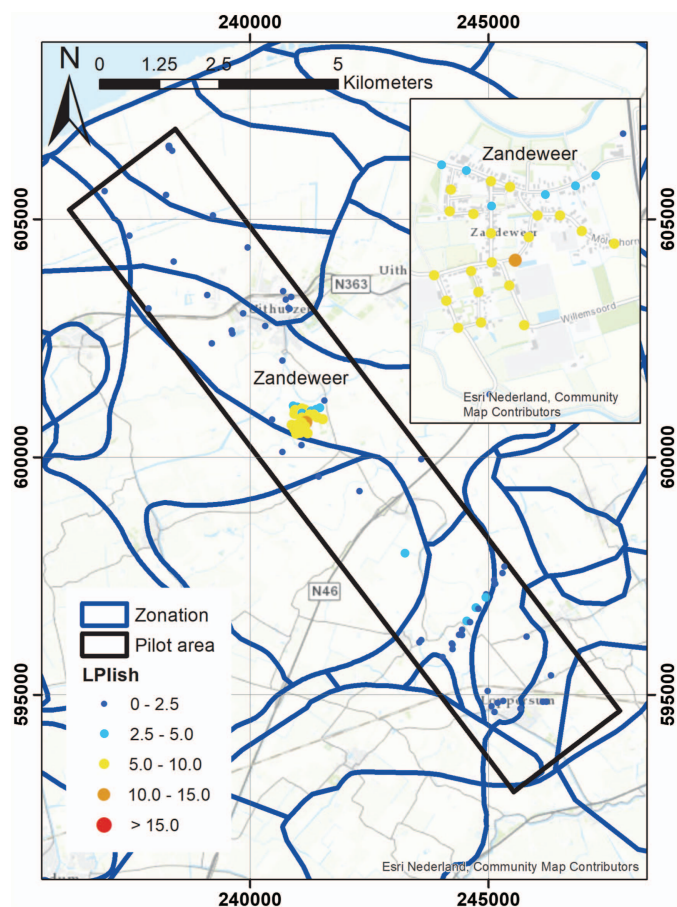 240000 245000
N
0 1.25 2.5 5
Kilometers
Zandeweer
Zandeweer
Willemsoord
Esri Nederland, Community
Map Contributors
605000 605000
Uith
N363
Zandeweer
600000 600000
N46
Zonation
Pilot area
LPIish
0 - 2.5
2.5 - 5.0
5.0 - 10.0
10.0 - 15.0
> 15.0
595000 595000
Esri Nederland, Community Map Contributors
240000 245000